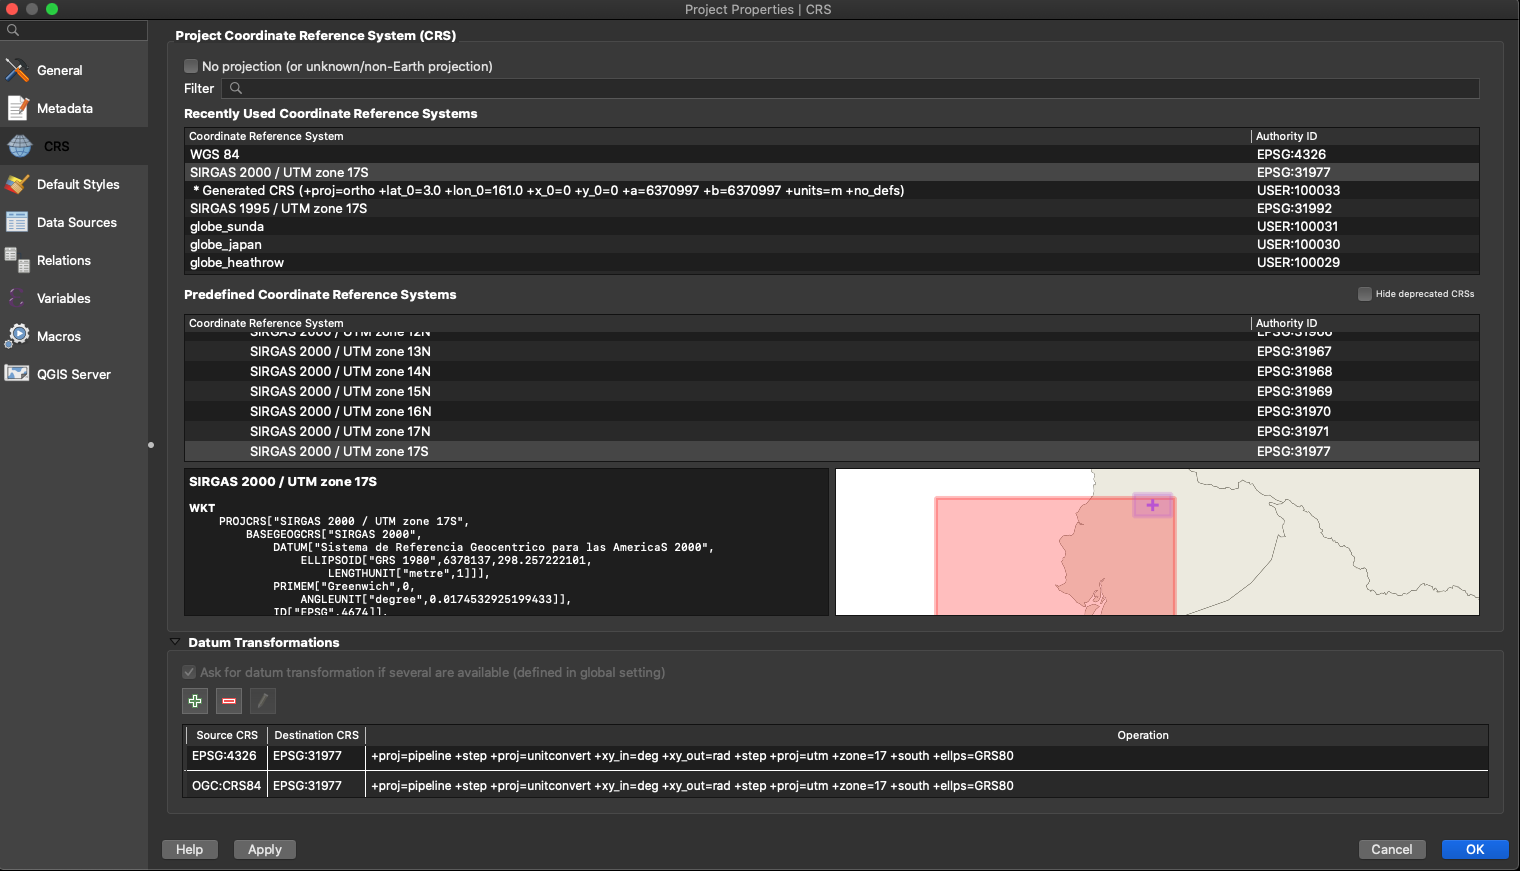 Project Properties | CRS
General
Metadata
CRS
Default Styles
Data Sources
Relations
Variables
Macros
QGIS Server
Project Coordinate Reference System (CRS)
No projection (or unknown/non-Earth projection)
Filter
Recently Used Coordinate Reference Systems
Coordinate Reference System Authority ID
WGS 84 EPSG:4326
SIRGAS 2000 / UTM zone 17S EPSG:31977
* Generated CRS (+proj=ortho +lat_0=3.0 +lon_0=161.0 +x_0=0 +y_0=0 +a=6370997 +b=6370997 +units=m +no_defs) USER:100033
SIRGAS 1995 / UTM zone 17S EPSG:31992
globe_sunda USER:100031
globe_japan USER:100030
globe_heathrow USER:100029
Predefined Coordinate Reference Systems Hide deprecated CRSs
Coordinate Reference System Authority ID
SIRGAS 2000 / UTM zone 12N EPSG:31966
SIRGAS 2000 / UTM zone 13N EPSG:31967
SIRGAS 2000 / UTM zone 14N EPSG:31968
SIRGAS 2000 / UTM zone 15N EPSG:31969
SIRGAS 2000 / UTM zone 16N EPSG:31970
SIRGAS 2000 / UTM zone 17N EPSG:31971
SIRGAS 2000 / UTM zone 17S EPSG:31977
SIRGAS 2000 / UTM zone 17S
WKT
PROJCRS["SIRGAS 2000 / UTM zone 17S",
BASEGEOGCRS["SIRGAS 2000",
DATUM["Sistema de Referencia Geocentrico para las AmericaS 2000",
ELLIPSOID["GRS 1980",6378137,298.257222101,
LENGTHUNIT["metre",1]]],
PRIMEM["Greenwich",0,
ANGLEUNIT["degree",0.0174532925199433]],
ID["EPSG",4674]],
Datum Transformations
Ask for datum transformation if several are available (defined in global setting)
Source CRS Destination CRS Operation
EPSG:4326 EPSG:31977 +proj=pipeline +step +proj=unitconvert +xy_in=deg +xy_out=rad +step +proj=utm +zone=17 +south +ellps=GRS80
OGC:CRS84 EPSG:31977 +proj=pipeline +step +proj=unitconvert +xy_in=deg +xy_out=rad +step +proj=utm +zone=17 +south +ellps=GRS80
Help Apply Cancel OK